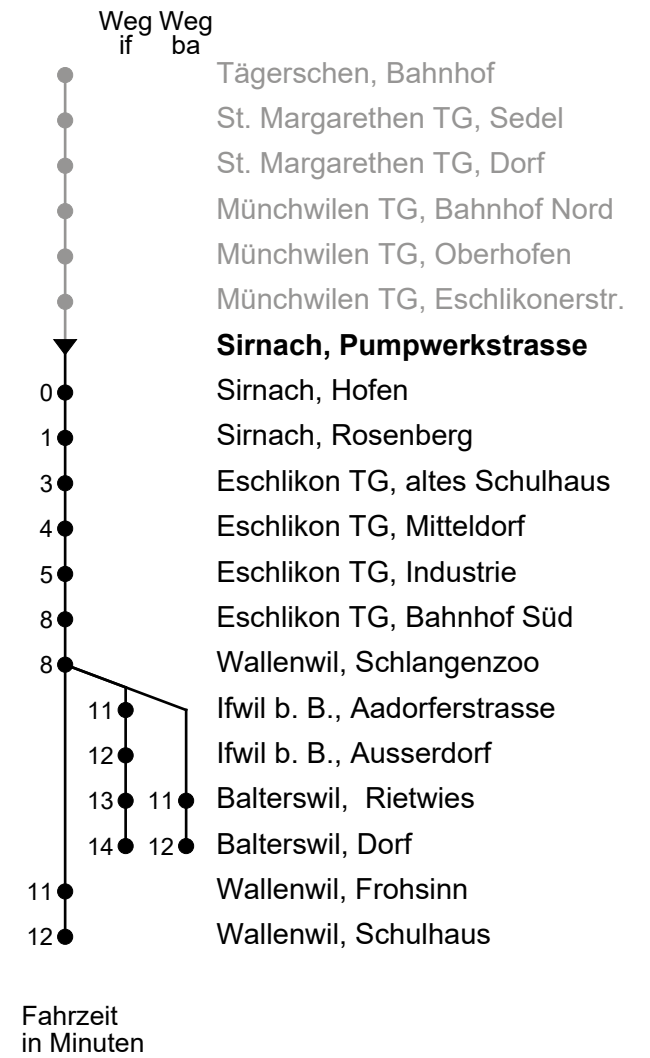 Weg Weg
if ba
Tägerschen, Bahnhof
St. Margarethen TG, Sedel
St. Margarethen TG, Dorf
Münchwilen TG, Bahnhof Nord
Münchwilen TG, Oberhofen
Münchwilen TG, Eschlikonerstr.
Sirnach, Pumpwerkstrasse
0 Sirnach, Hofen
1 Sirnach, Rosenberg
3 Eschlikon TG, altes Schulhaus
4 Eschlikon TG, Mitteldorf
5 Eschlikon TG, Industrie
8 Eschlikon TG, Bahnhof Süd
8 Wallenwil, Schlangenzoo
11 Ifwil b. B., Aadorferstrasse
12 Ifwil b. B., Ausserdorf
13 11 Balterswil, Rietwies
14 12 Balterswil, Dorf
11 Wallenwil, Frohsinn
12 Wallenwil, Schulhaus
Fahrzeit
in Minuten